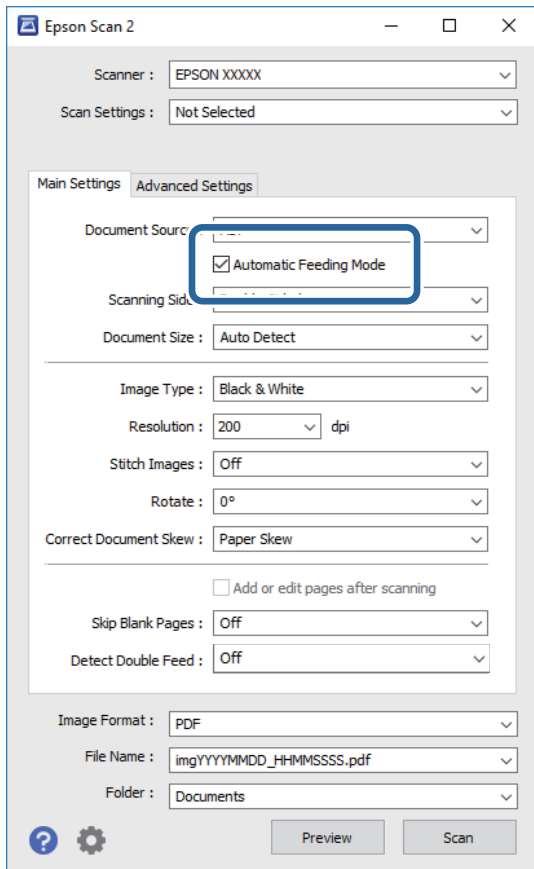 Epson Scan 2
Scanner : EPSON XXXXX
Scan Settings : Not Selected
Main Settings Advanced Settings
Document Sourc
Automatic Feeding Mode
Scanning Side
Document Size : Auto Detect
Image Type : Black & White
Resolution : 200 dpi
Stitch Images : Off
Rotate : 0°
Correct Document Skew : Paper Skew
Add or edit pages after scanning
Skip Blank Pages : Off
Detect Double Feed : Off
Image Format : PDF
File Name : imgYYYYMMDD_HHMMSSSS.pdf
Folder : Documents
? Preview Scan